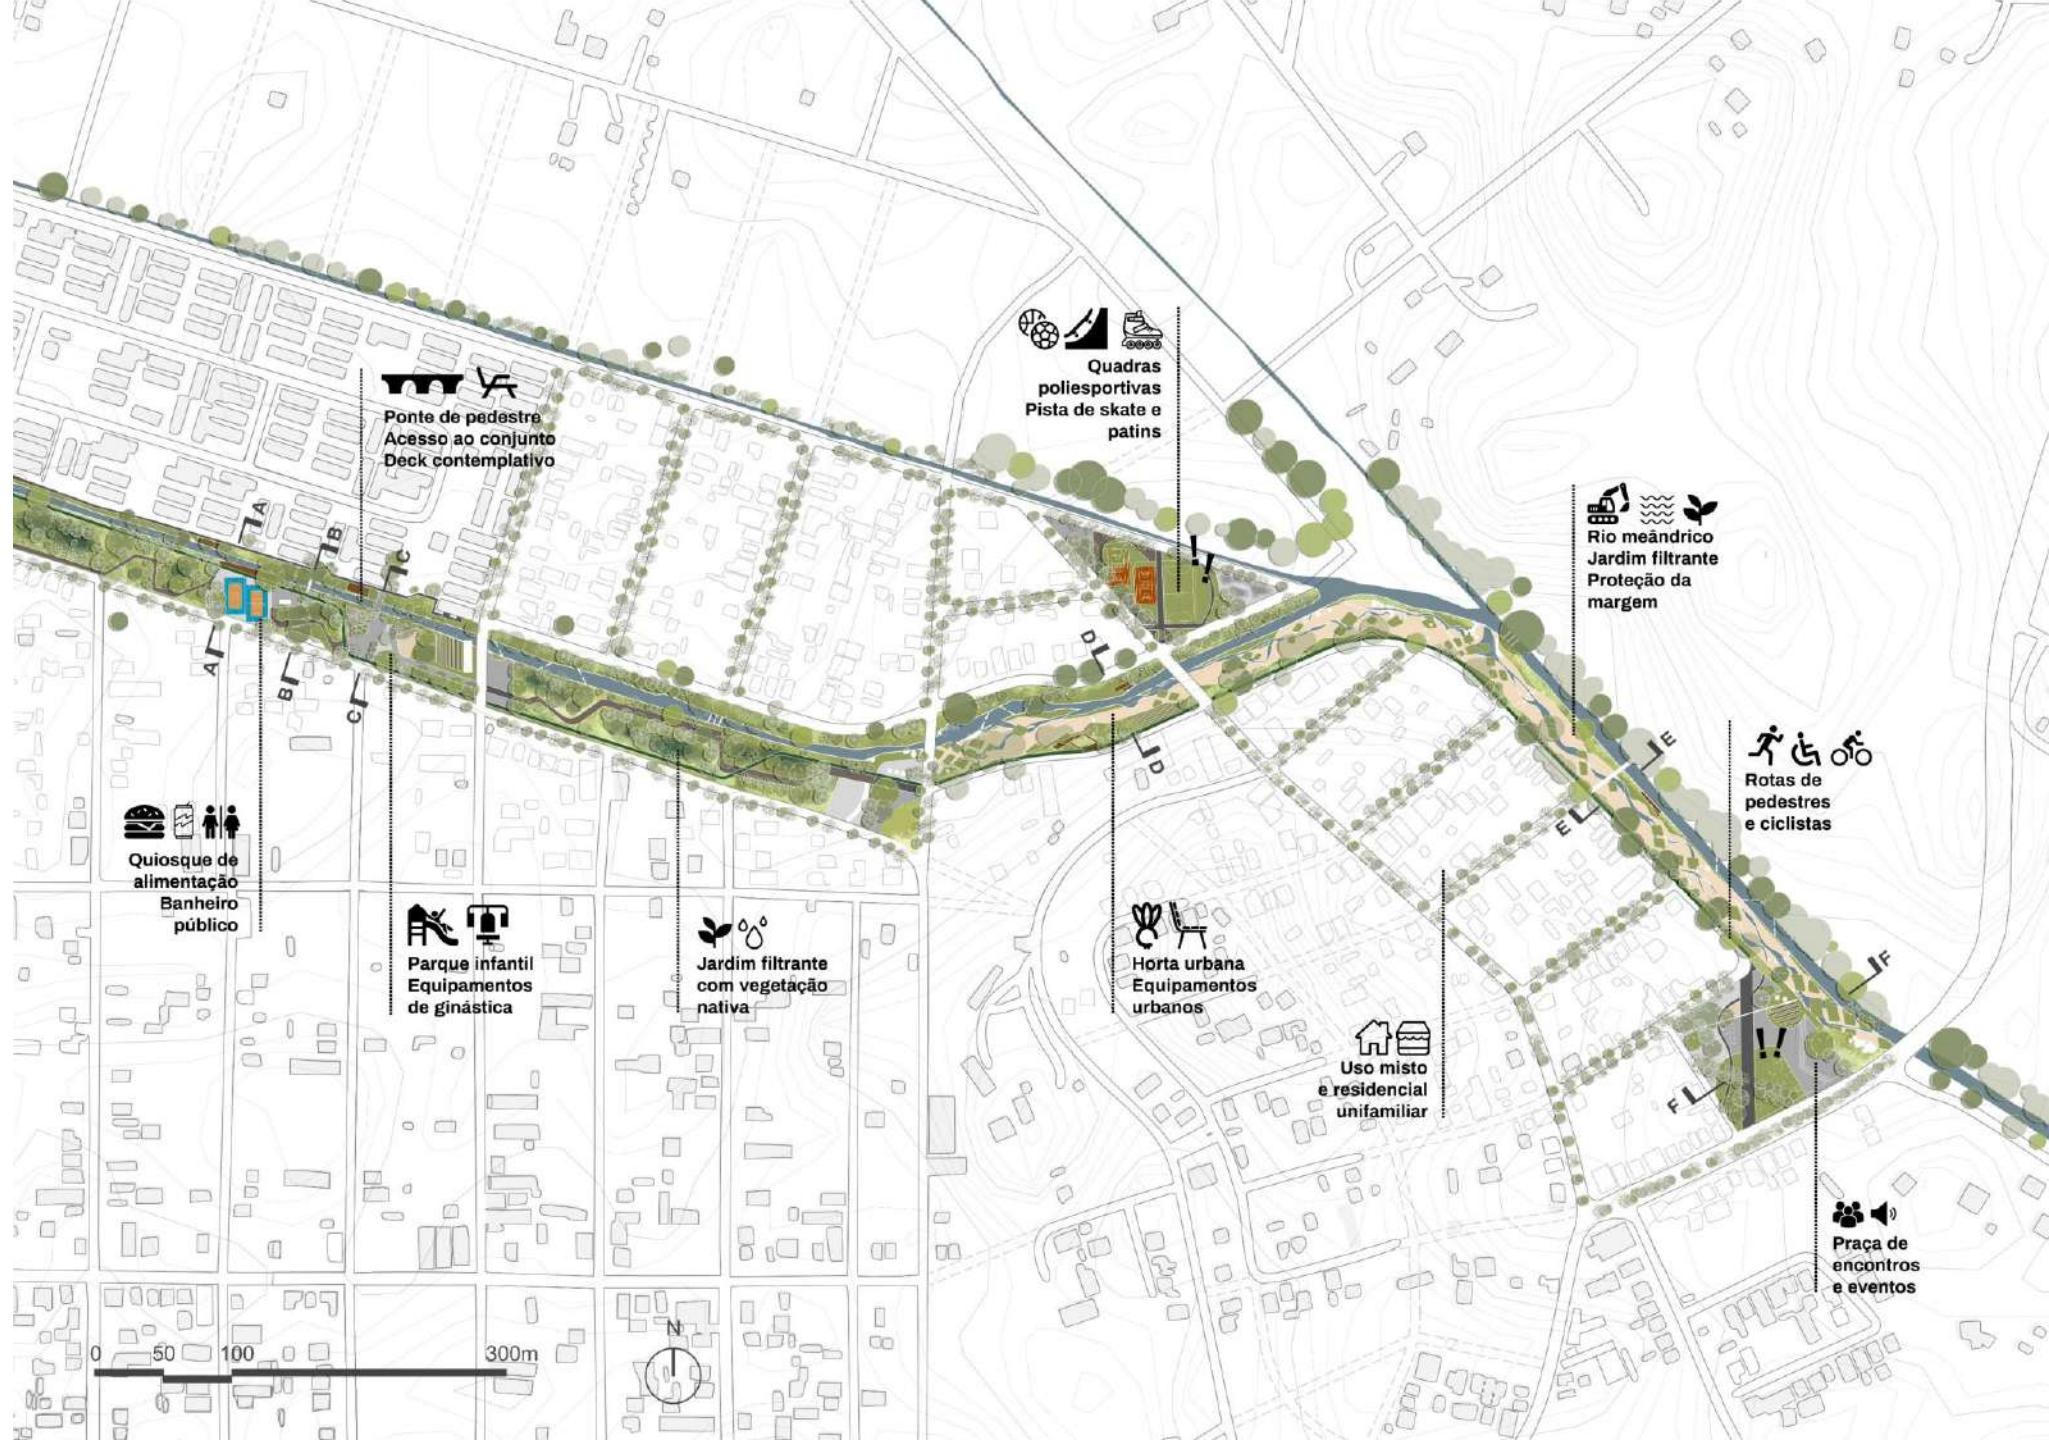 Quadras
poliesportivas
Pista de skate e
patins
Ponte de pedestre
Acesso ao conjunto
Deck contemplativo
Rio meândrico
Jardim filtrante
Proteção da
margem
A
B
C
A
B
C
D
D
E
E
Rotas de
pedestres
e ciclistas
Quiosque de
alimentação
Banheiro
público
Parque infantil
Equipamentos
de ginástica
Jardim filtrante
com vegetação
nativa
Horta urbana
Equipamentos
urbanos
Uso misto
e residencial
unifamiliar
F
F
! !
! !
Praça de
encontros
e eventos
0 50 100 300m
N